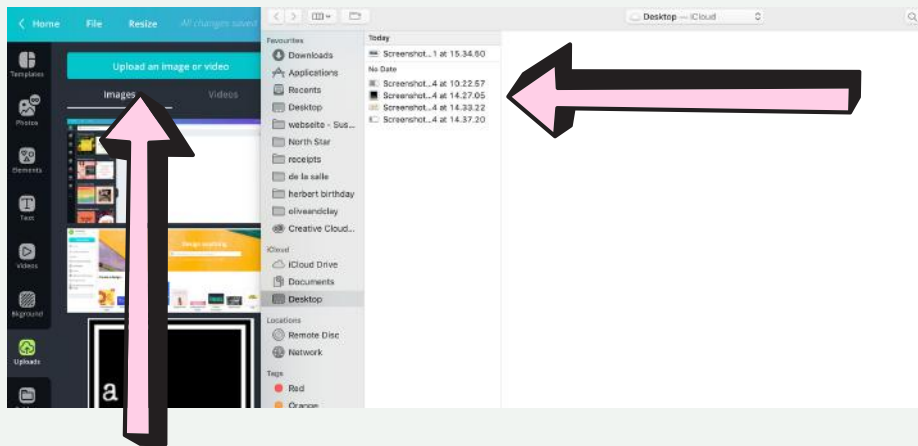 Home File Resize All changes saved
Templates
Photos
Elements
Text
Videos
Bkground
Uploads
Upload an image or video
Images Videos
a
Favourites
Downloads
Applications
Recents
Desktop
website - Sus...
North Star
receipts
de la salle
herbert birthday
oliveandclay
Creative Cloud...
iCloud
iCloud Drive
Documents
Desktop
Locations
Remote Disc
Network
Tags
Red
Orange
Desktop — iCloud
Today
Screenshot...1 at 15.34.50
No Date
Screenshot...4 at 10.22.57
Screenshot...4 at 14.27.05
Screenshot...4 at 14.33.22
Screenshot...4 at 14.37.20